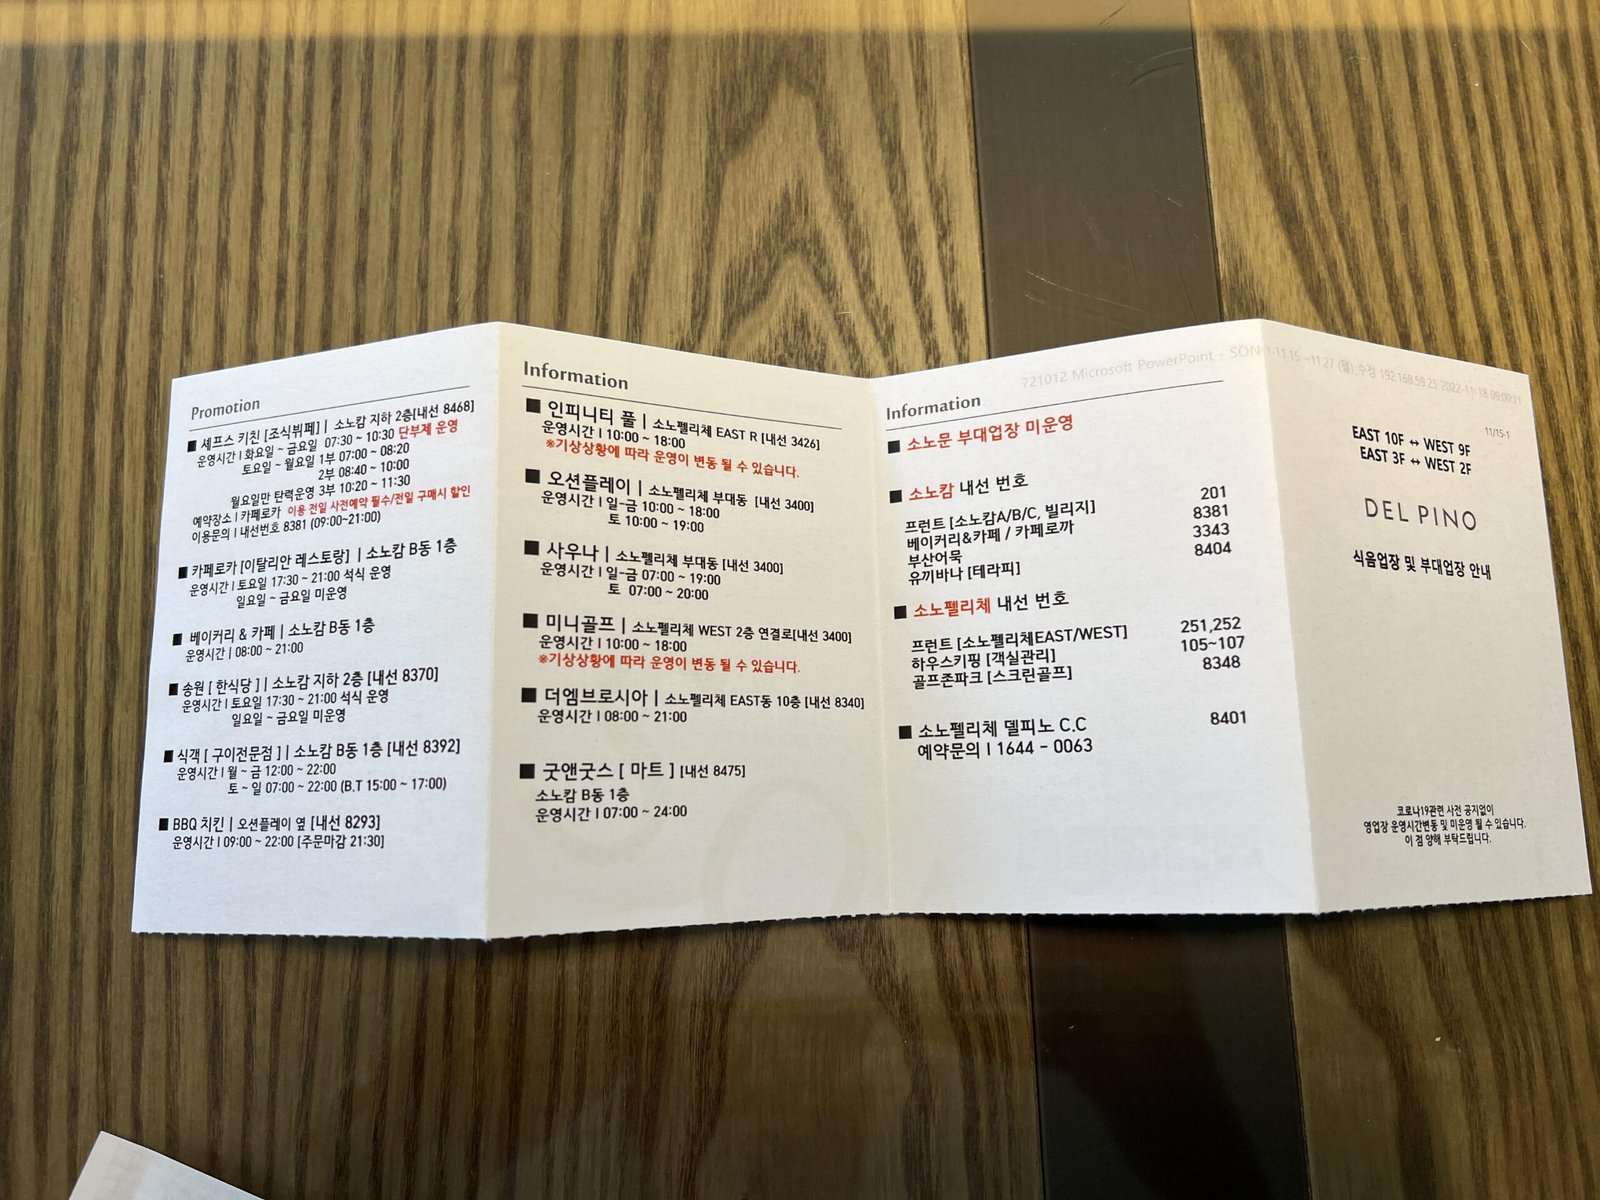 Promotion
■ 셰프스 키친 [조식뷔페] | 소노캄 지하 2층[내선 8468]
운영시간 I 화요일 ~ 금요일 07:30 ~ 10:30 단부제 운영
토요일 ~ 월요일 1부 07:00 ~ 08:20
2부 08:40 ~ 10:00
월요일만 탄력운영 3부 10:20 ~ 11:30
예약장소 I 카페로카 이용 전일 사전예약 필수/전일 구매시 할인
이용문의 I 내선번호 8381 (09:00~21:00)
■ 카페로카 [이탈리안 레스토랑] | 소노캄 B동 1층
운영시간 I 토요일 17:30 ~ 21:00 석식 운영
일요일 ~ 금요일 미운영
■ 베이커리 & 카페 | 소노캄 B동 1층
운영시간 I 08:00 ~ 21:00
■ 송원 [ 한식당 ] | 소노캄 지하 2층 [내선 8370]
운영시간 I 토요일 17:30 ~ 21:00 석식 운영
일요일 ~ 금요일 미운영
■ 식객 [ 구이전문점 ] | 소노캄 B동 1층 [내선 8392]
운영시간 I 월 ~ 금 12:00 ~ 22:00
토 ~ 일 07:00 ~ 22:00 (B.T 15:00 ~ 17:00)
■ BBQ 치킨 | 오션플레이 옆 [내선 8293]
운영시간 I 09:00 ~ 22:00 [주문마감 21:30]
Information
■ 인피니티 풀 | 소노펠리체 EAST R [내선 3426]
운영시간 I 10:00 ~ 18:00
※기상상황에 따라 운영이 변동 될 수 있습니다.
■ 오션플레이 | 소노펠리체 부대동 [내선 3400]
운영시간 I 일-금 10:00 ~ 18:00
토 10:00 ~ 19:00
■ 사우나 | 소노펠리체 부대동 [내선 3400]
운영시간 I 일-금 07:00 ~ 19:00
토 07:00 ~ 20:00
■ 미니골프 | 소노펠리체 WEST 2층 연결로[내선 3400]
운영시간 I 10:00 ~ 18:00
※기상상황에 따라 운영이 변동 될 수 있습니다.
■ 더엠브로시아 | 소노펠리체 EAST동 10층 [내선 8340]
운영시간 I 08:00 ~ 21:00
■ 굿앤굿스 [ 마트 ] [내선 8475]
소노캄 B동 1층
운영시간 I 07:00 ~ 24:00
721012 Microsoft PowerPoint - SON 1-11.15 ~11.27 (월)_수정 192.168.59.25 2022-11-18 09:00:31
Information
■ 소노문 부대업장 미운영
■ 소노캄 내선 번호
프런트 [소노캄A/B/C, 빌리지] 201
베이커리&카페 / 카페로까 8381
부산어묵 3343
유끼바나 [테라피] 8404
■ 소노펠리체 내선 번호
프런트 [소노펠리체EAST/WEST] 251,252
하우스키핑 [객실관리] 105~107
골프존파크 [스크린골프] 8348
■ 소노펠리체 델피노 C.C 8401
예약문의 I 1644 - 0063
11/15-1
EAST 10F ↔ WEST 9F
EAST 3F ↔ WEST 2F
DEL PINO
식음업장 및 부대업장 안내
코로나19관련 사전 공지없이
영업장 운영시간변동 및 미운영 될 수 있습니다.
이 점 양해 부탁드립니다.